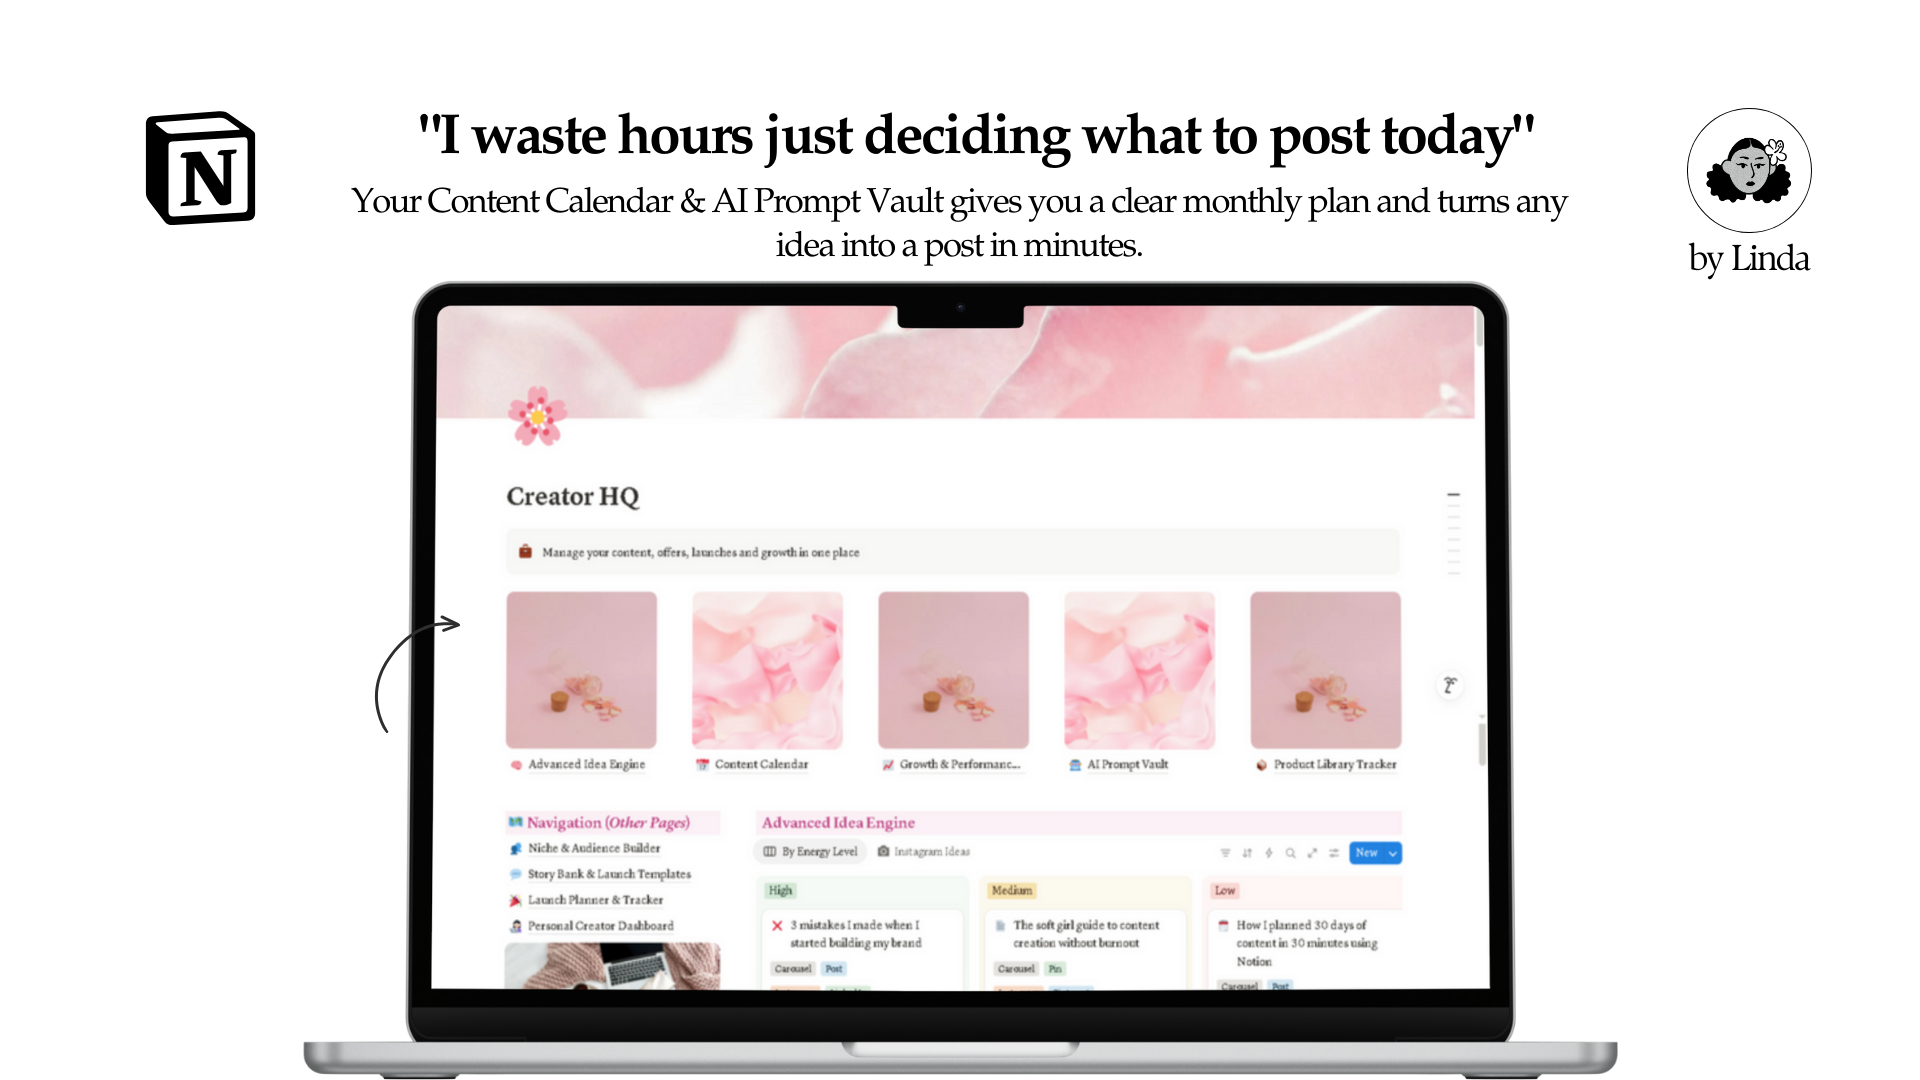 "I waste hours just deciding what to post today"
Your Content Calendar & AI Prompt Vault gives you a clear monthly plan and turns any
idea into a post in minutes.
N
by Linda
Creator HQ
Manage your content, offers, launches and growth in one place
Advanced Idea Engine
Content Calendar
Growth & Performanc...
AI Prompt Vault
Product Library Tracker
Navigation (Other Pages)
Niche & Audience Builder
Story Bank & Launch Templates
Launch Planner & Tracker
Personal Creator Dashboard
Advanced Idea Engine
By Energy Level
Instagram Ideas
New
High
3 mistakes I made when I
started building my brand
Carousel Post
Medium
The soft girl guide to content
creation without burnout
Carousel Pin
Low
How I planned 30 days of
content in 30 minutes using
Notion
Carousel Post